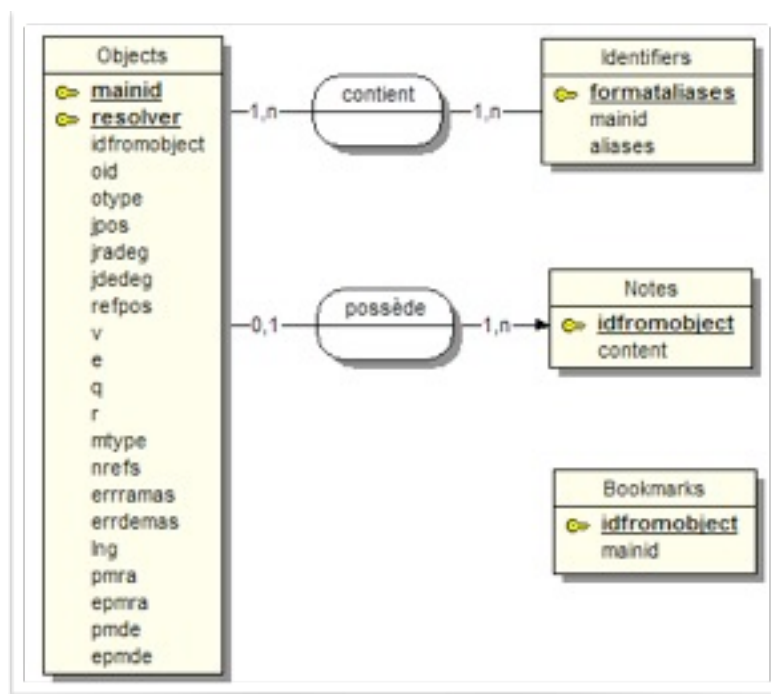 Objects
mainid
resolver
idfromobject
oid
otype
jpos
jradeg
jdedeg
refpos
v
e
q
r
mtype
nrefs
errramas
errdemas
lng
pmra
epmra
pmde
epmde
1,n
contient
1,n
Identifiers
formataliases
mainid
aliases
0,1
possède
1,n
Notes
idfromobject
content
Bookmarks
idfromobject
mainid